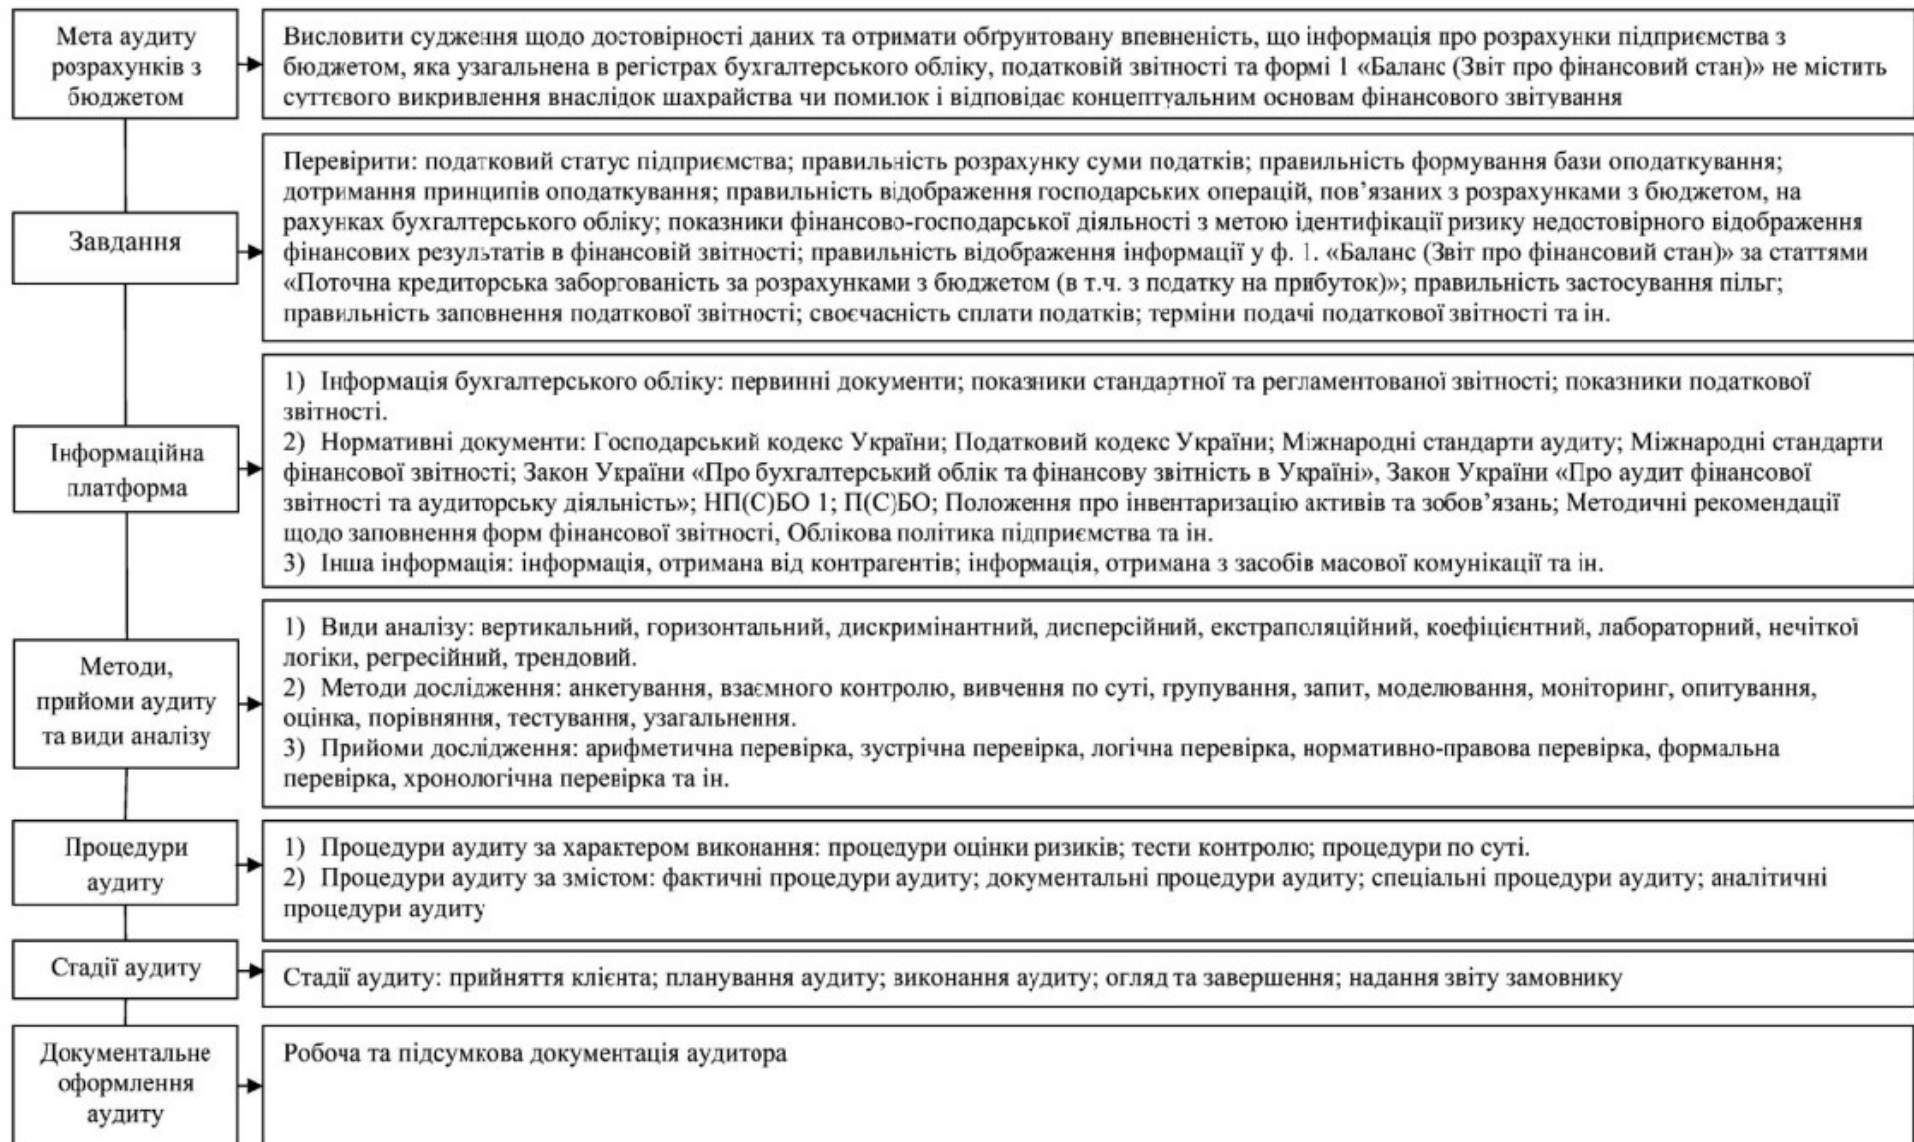 Мета аудиту
розрахунків з
бюджетом
Висловити судження щодо достовірності даних та отримати обґрунтовану впевненість, що інформація про розрахунки підприємства з
бюджетом, яка узагальнена в регістрах бухгалтерського обліку, податковій звітності та формі 1 «Баланс (Звіт про фінансовий стан)» не містить
суттєвого викривлення внаслідок шахрайства чи помилок і відповідає концептуальним основам фінансового звітування
Завдання
Перевірити: податковий статус підприємства; правильність розрахунку суми податків; правильність формування бази оподаткування;
дотримання принципів оподаткування; правильність відображення господарських операцій, пов’язаних з розрахунками з бюджетом, на
рахунках бухгалтерського обліку; показники фінансово-господарської діяльності з метою ідентифікації ризику недостовірного відображення
фінансових результатів в фінансовій звітності; правильність відображення інформації у ф. 1. «Баланс (Звіт про фінансовий стан)» за статтями
«Поточна кредиторська заборгованість за розрахунками з бюджетом (в т.ч. з податку на прибуток)»; правильність застосування пільг;
правильність заповнення податкової звітності; своєчасність сплати податків; терміни подачі податкової звітності та ін.
Інформаційна
платформа
1) Інформація бухгалтерського обліку: первинні документи; показники стандартної та регламентованої звітності; показники податкової
звітності.
2) Нормативні документи: Господарський кодекс України; Податковий кодекс України; Міжнародні стандарти аудиту; Міжнародні стандарти
фінансової звітності; Закон України «Про бухгалтерський облік та фінансову звітність в Україні», Закон України «Про аудит фінансової
звітності та аудиторську діяльність»; НП(С)БО 1; П(С)БО; Положення про інвентаризацію активів та зобов’язань; Методичні рекомендації
щодо заповнення форм фінансової звітності, Облікова політика підприємства та ін.
3) Інша інформація: інформація, отримана від контрагентів; інформація, отримана з засобів масової комунікації та ін.
Методи,
прийоми аудиту
та види аналізу
1) Види аналізу: вертикальний, горизонтальний, дискримінантний, дисперсійний, екстраполяційний, коефіцієнтний, лабораторний, нечіткої
логіки, регресійний, трендовий.
2) Методи дослідження: анкетування, взаємного контролю, вивчення по суті, групування, запит, моделювання, моніторинг, опитування,
оцінка, порівняння, тестування, узагальнення.
3) Прийоми дослідження: арифметична перевірка, зустрічна перевірка, логічна перевірка, нормативно-правова перевірка, формальна
перевірка, хронологічна перевірка та ін.
Процедури
аудиту
1) Процедури аудиту за характером виконання: процедури оцінки ризиків; тести контролю; процедури по суті.
2) Процедури аудиту за змістом: фактичні процедури аудиту; документальні процедури аудиту; спеціальні процедури аудиту; аналітичні
процедури аудиту
Стадії аудиту
Стадії аудиту: прийняття клієнта; планування аудиту; виконання аудиту; огляд та завершення; надання звіту замовнику
Документальне
оформлення
аудиту
Робоча та підсумкова документація аудитора